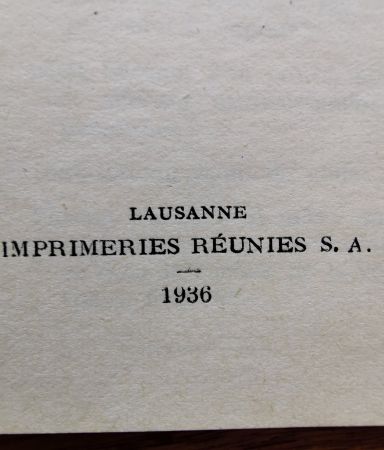 LAUSANNE
IMPRIMERIES RÉUNIES S. A.
1936